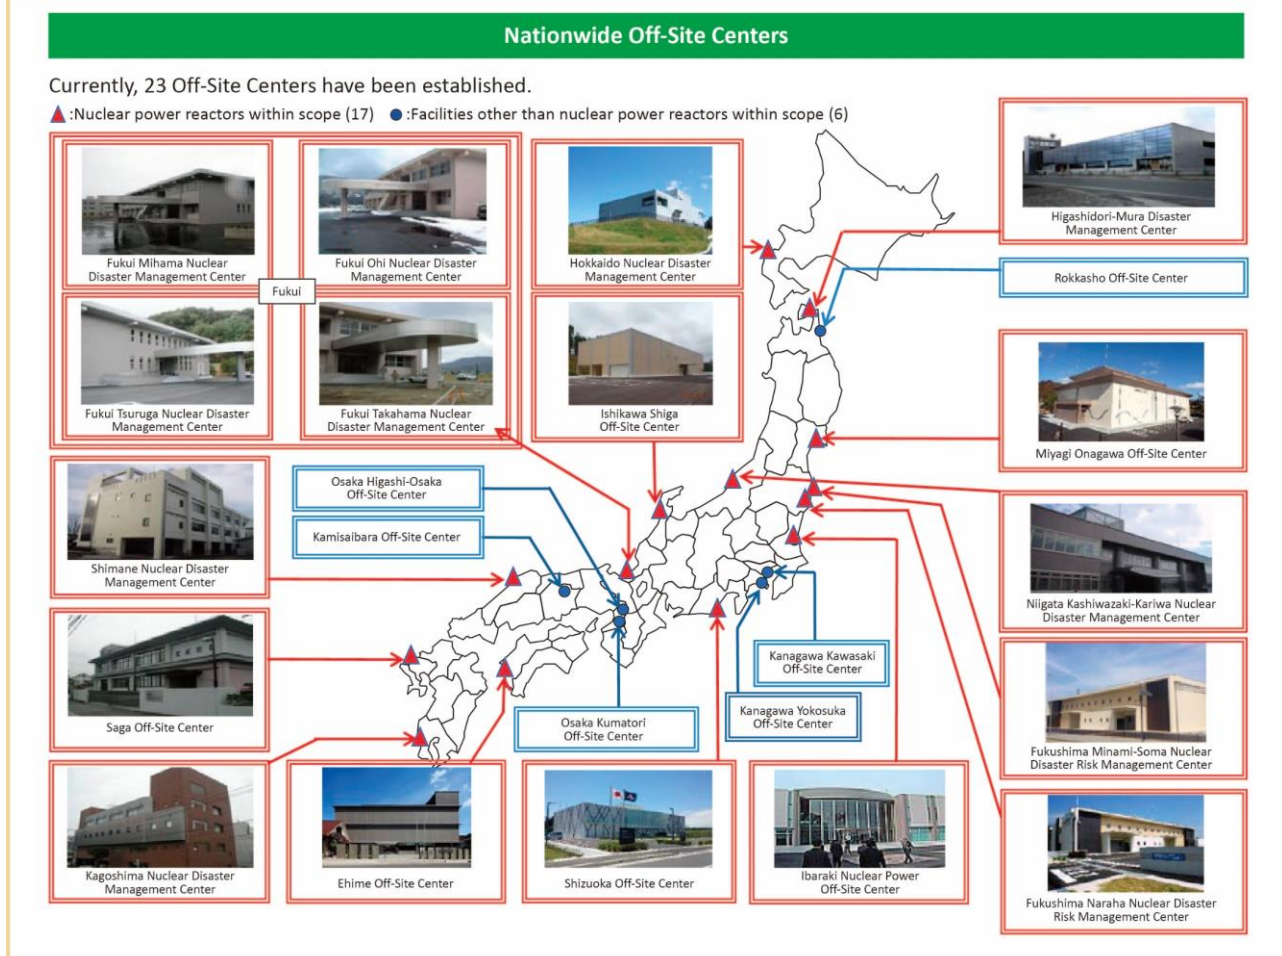 Nationwide Off-Site Centers
Currently, 23 Off-Site Centers have been established.
:Nuclear power reactors within scope (17)
:Facilities other than nuclear power reactors within scope (6)
Fukui Mihama Nuclear
Disaster Management Center
Fukui Ohi Nuclear Disaster
Management Center
Fukui
Fukui Tsuruga Nuclear Disaster
Management Center
Fukui Takahama Nuclear
Disaster Management Center
Hokkaido Nuclear Disaster
Management Center
Ishikawa Shiga
Off-Site Center
Higashidori-Mura Disaster
Management Center
Rokkasho Off-Site Center
Miyagi Onagawa Off-Site Center
Shimane Nuclear Disaster
Management Center
Osaka Higashi-Osaka
Off-Site Center
Kamisaibara Off-Site Center
Niigata Kashiwazaki-Kariwa Nuclear
Disaster Management Center
Saga Off-Site Center
Kanagawa Kawasaki
Off-Site Center
Kanagawa Yokosuka
Off-Site Center
Osaka Kumatori
Off-Site Center
Fukushima Minami-Soma Nuclear
Disaster Risk Management Center
Kagoshima Nuclear Disaster
Management Center
Ehime Off-Site Center
Shizuoka Off-Site Center
Ibaraki Nuclear Power
Off-Site Center
Fukushima Naraha Nuclear Disaster
Risk Management Center